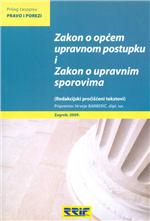 Prilog časopisu
PRAVO I POREZI
Zakon o općem
upravnom postupku
i
Zakon o upravnim
sporovima
(Redakcijski pročišćeni tekstovi)
Pripremio: Hrvoje BARBERIĆ, dipl. iur.
Zagreb, 2009.
RRiF